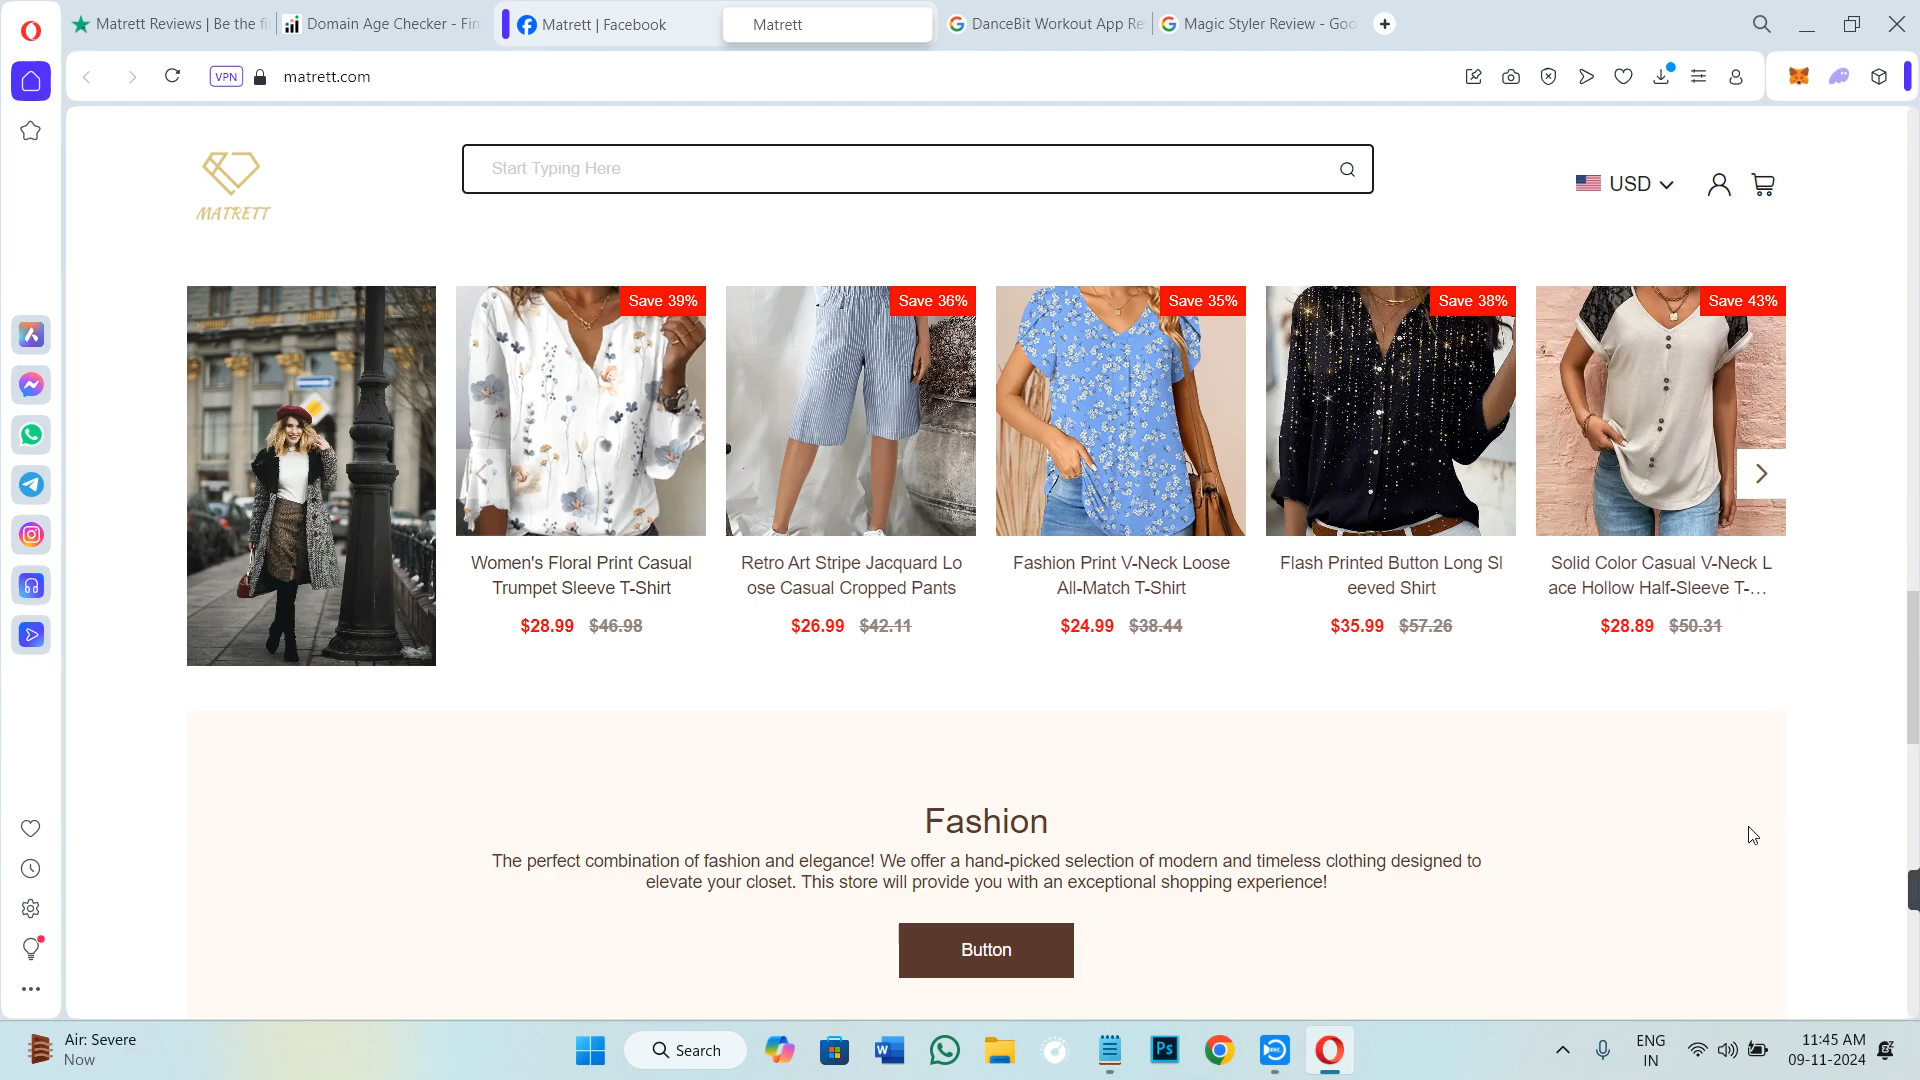 Matrett Reviews | Be the fi
Domain Age Checker - Fin
Matrett | Facebook
Matrett
DanceBit Workout App Re
Magic Styler Review - Goo
VPN
matrett.com
MATRETT
Start Typing Here
USD
Save 39%
Save 36%
Save 35%
Save 38%
Save 43%
Women's Floral Print Casual
Trumpet Sleeve T-Shirt
$28.99 $46.98
Retro Art Stripe Jacquard Lo
ose Casual Cropped Pants
$26.99 $42.11
Fashion Print V-Neck Loose
All-Match T-Shirt
$24.99 $38.44
Flash Printed Button Long Sl
eeved Shirt
$35.99 $57.26
Solid Color Casual V-Neck L
ace Hollow Half-Sleeve T-...
$28.89 $50.31
Fashion
The perfect combination of fashion and elegance! We offer a hand-picked selection of modern and timeless clothing designed to
elevate your closet. This store will provide you with an exceptional shopping experience!
Button
Air: Severe
Now
Search
ENG
IN
11:45 AM
09-11-2024